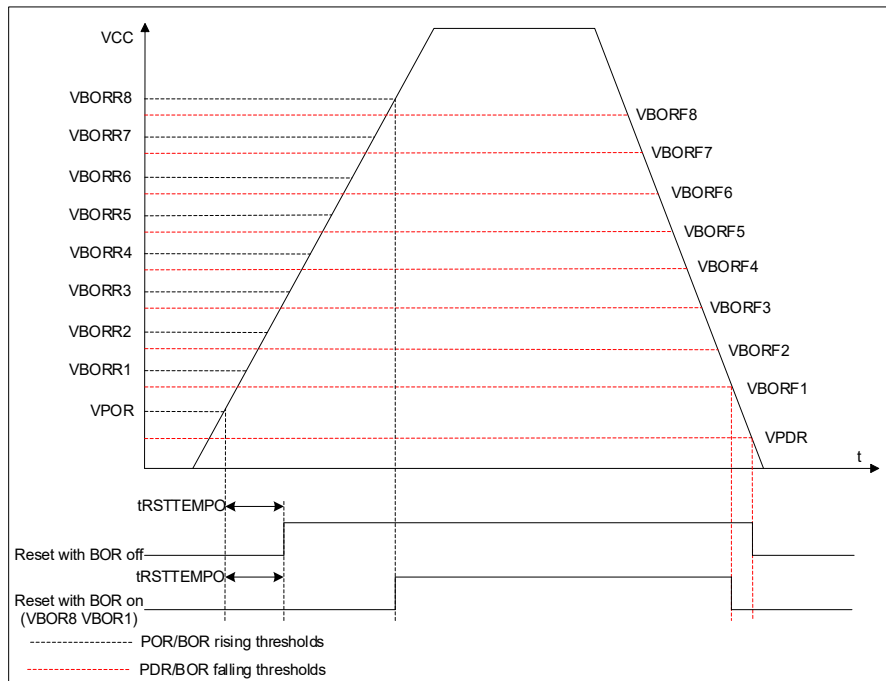 VCC
VBORR8
VBORR7
VBORR6
VBORR5
VBORR4
VBORR3
VBORR2
VBORR1
VPOR
VBORF8
VBORF7
VBORF6
VBORF5
VBORF4
VBORF3
VBORF2
VBORF1
VPDR
t
tRSTTEMPO
Reset with BOR off
tRSTTEMPO
Reset with BOR on
(VBOR8 VBOR1)
POR/BOR rising thresholds
PDR/BOR falling thresholds